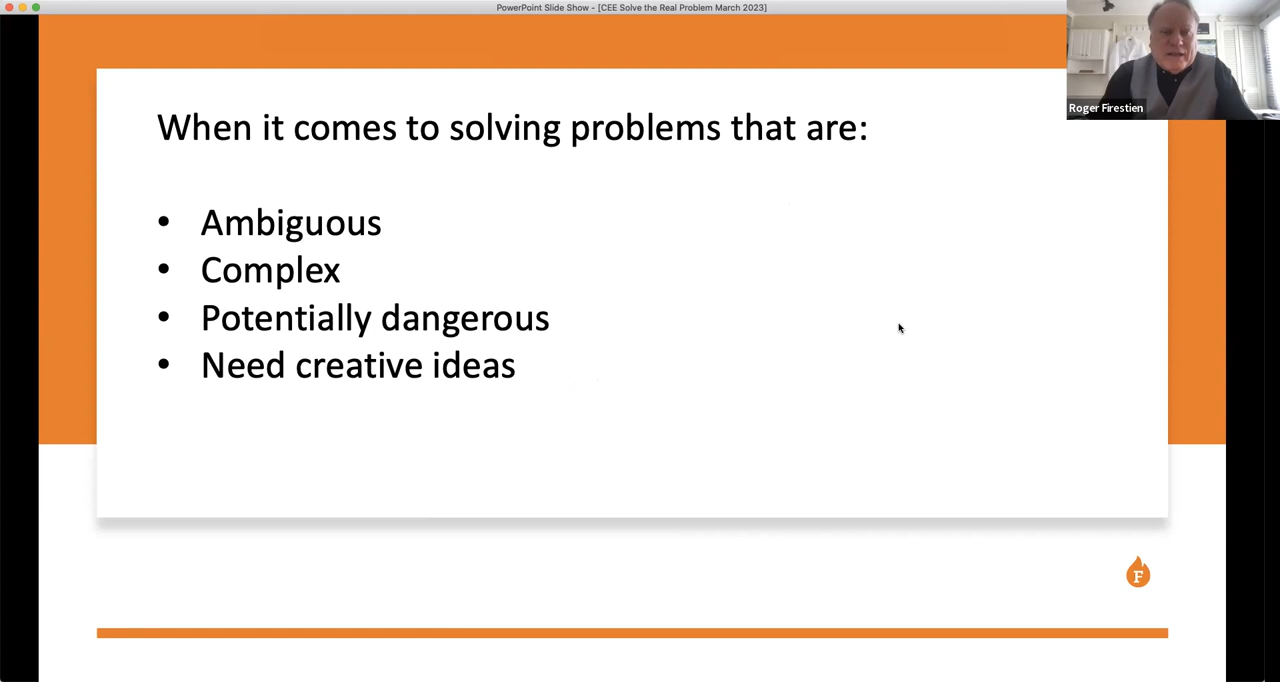 PowerPoint Slide Show - [CEE Solve the Real Problem March 2023]
Roger Firestien
When it comes to solving problems that are:
• Ambiguous
• Complex
• Potentially dangerous
• Need creative ideas
F